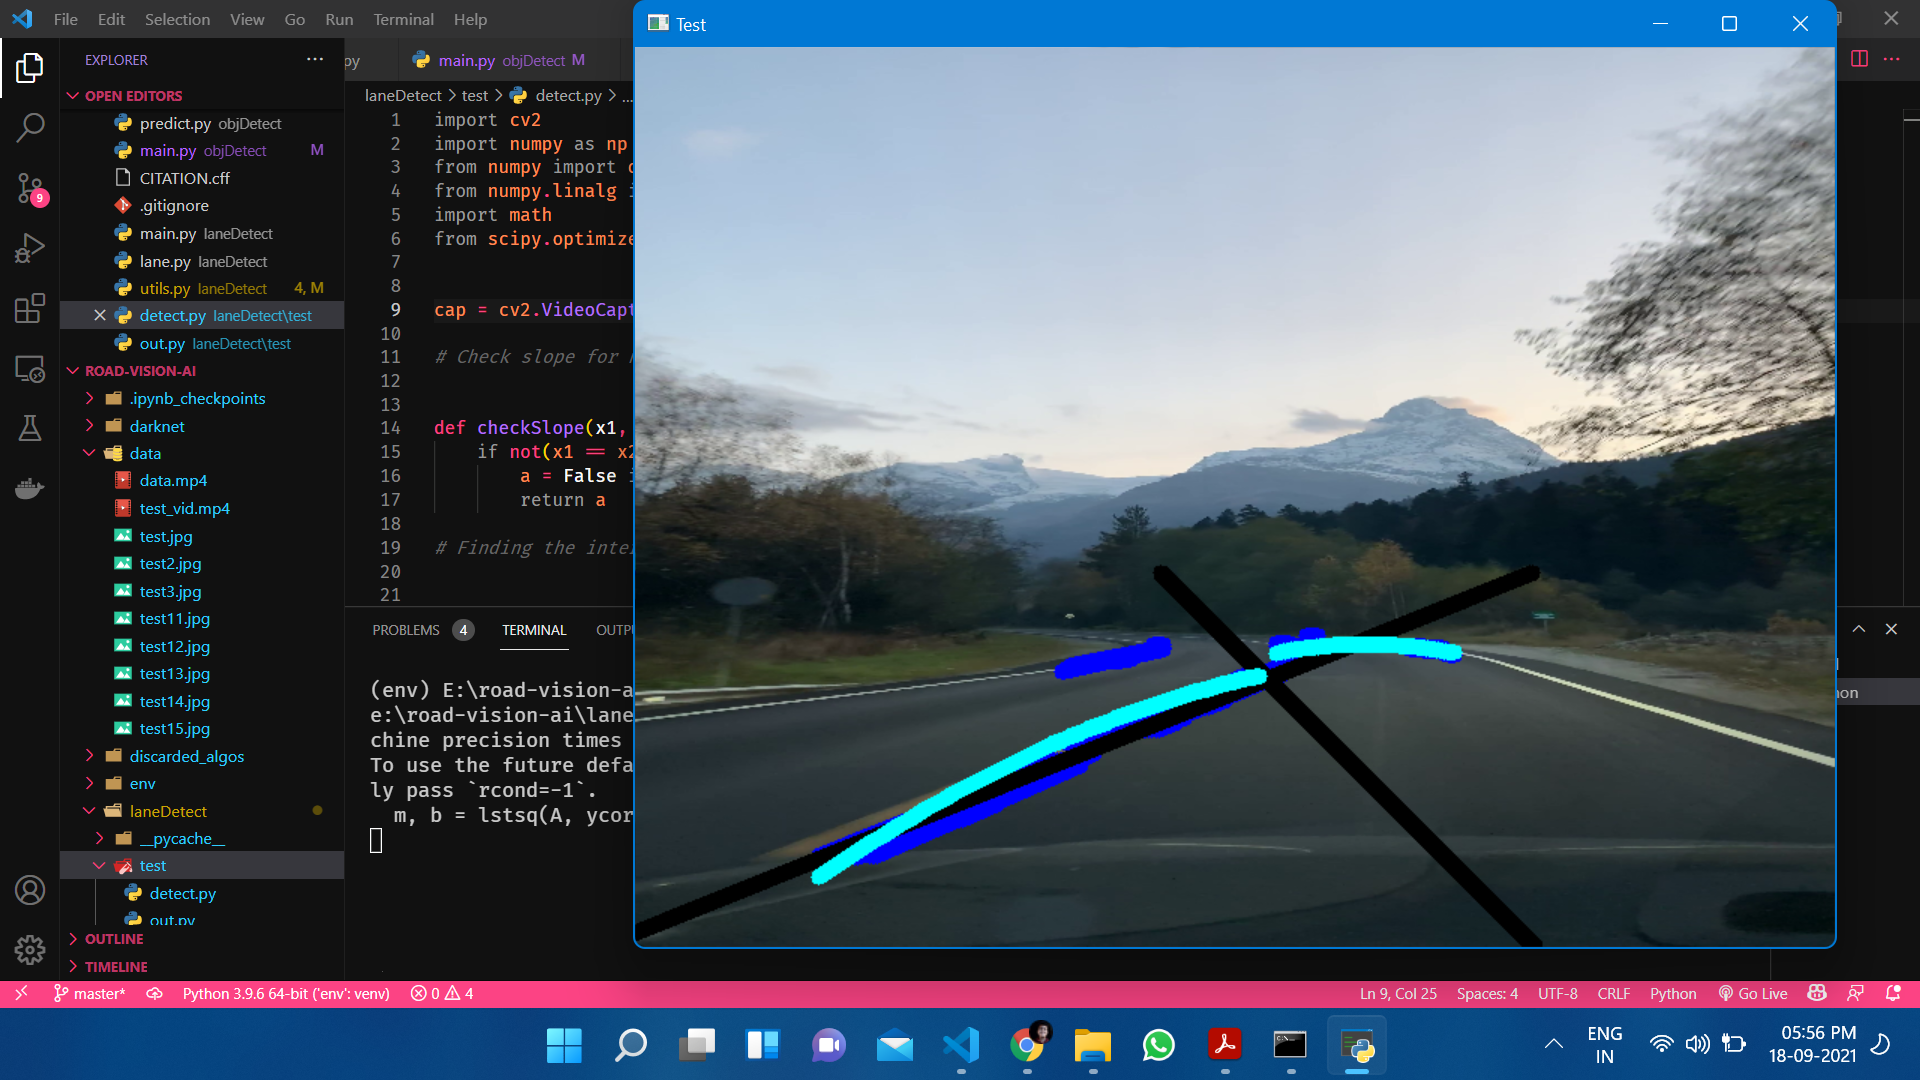 File Edit Selection View Go Run Terminal Help
Test
EXPLORER
OPEN EDITORS
predict.py objDetect
main.py objDetect M
CITATION.cff
.gitignore
main.py laneDetect
lane.py laneDetect
utils.py laneDetect 4, M
detect.py laneDetect\test
out.py laneDetect\test
ROAD-VISION-AI
.ipynb_checkpoints
darknet
data
data.mp4
test_vid.mp4
test.jpg
test2.jpg
test3.jpg
test11.jpg
test12.jpg
test13.jpg
test14.jpg
test15.jpg
discarded_algos
env
laneDetect
__pycache__
test
detect.py
out.py
OUTLINE
TIMELINE
py main.py objDetect M
laneDetect > test > detect.py > ...
1 import cv2
2 import numpy as np
3 from numpy import
4 from numpy.linalg
5 import math
6 from scipy.optimize
7
8
9 cap = cv2.VideoCapt
10
11 # Check slope for
12
13
14 def checkSlope(x1,
15 if not(x1 == x2
16 a = False
17 return a
18
19 # Finding the inte
20
21
PROBLEMS 4 TERMINAL OUTPU
(env) E:\road-vision-a
e:\road-vision-ai\lane
chine precision times
To use the future defa
ly pass `rcond=-1`.
m, b = lstsq(A, ycor
9
master* Python 3.9.6 64-bit ('env': venv) 0 4 Ln 9, Col 25 Spaces: 4 UTF-8 CRLF Python Go Live
ENG
IN
05:56 PM
18-09-2021